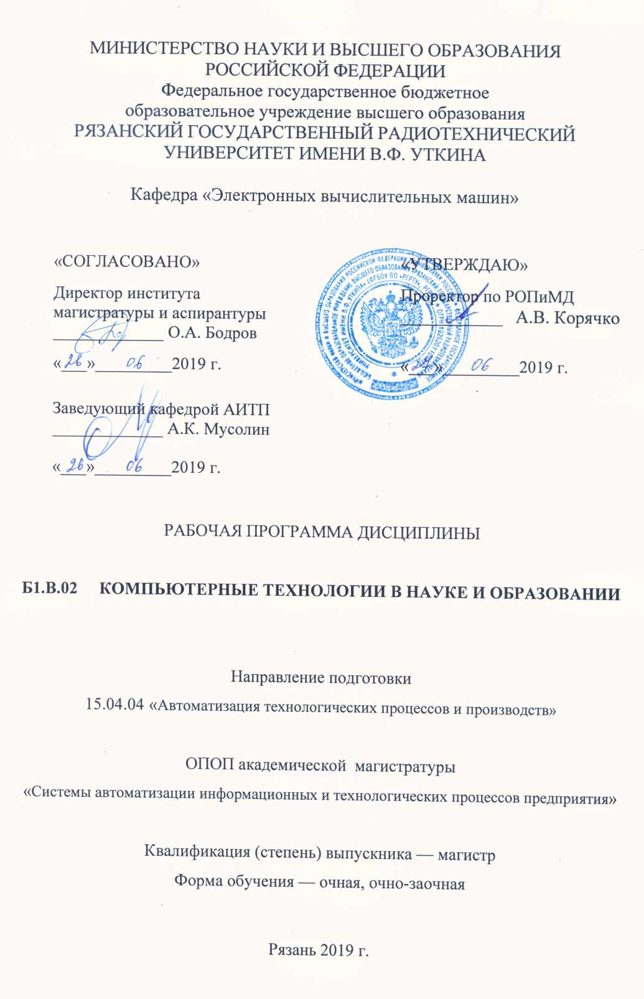 МИНИСТЕРСТВО НАУКИ И ВЫСШЕГО ОБРАЗОВАНИЯ
РОССИЙСКОЙ ФЕДЕРАЦИИ
Федеральное государственное бюджетное
образовательное учреждение высшего образования
РЯЗАНСКИЙ ГОСУДАРСТВЕННЫЙ РАДИОТЕХНИЧЕСКИЙ
УНИВЕРСИТЕТ ИМЕНИ В.Ф. УТКИНА
Кафедра «Электронных вычислительных машин»
«СОГЛАСОВАНО»
Директор института
магистратуры и аспирантуры
_____________ О.А. Бодров
«26» 06 2019 г.
Заведующий кафедрой АИТП
_____________ А.К. Мусолин
«26» 06 2019 г.
«УТВЕРЖДАЮ»
Проректор по РОПиМД
____________ А.В. Корячко
« » 06 2019 г.
РАБОЧАЯ ПРОГРАММА ДИСЦИПЛИНЫ
Б1.В.02 КОМПЬЮТЕРНЫЕ ТЕХНОЛОГИИ В НАУКЕ И ОБРАЗОВАНИИ
Направление подготовки
15.04.04 «Автоматизация технологических процессов и производств»
ОПОП академической магистратуры
«Системы автоматизации информационных и технологических процессов предприятия»
Квалификация (степень) выпускника — магистр
Форма обучения — очная, очно-заочная
Рязань 2019 г.